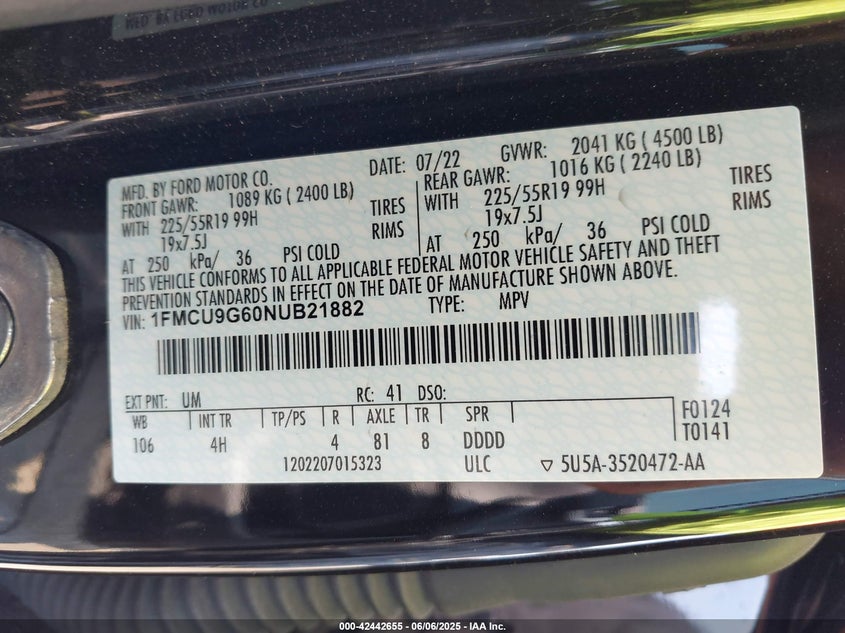 MFD. BY FORD MOTOR CO.
DATE: 07/22
GVWR: 2041 KG ( 4500 LB)
FRONT GAWR: 1089 KG ( 2400 LB)
REAR GAWR: 1016 KG ( 2240 LB)
WITH 225/55R19 99H TIRES
WITH 225/55R19 99H TIRES
19x7.5J RIMS
19x7.5J RIMS
AT 250 kPa/ 36 PSI COLD
AT 250 kPa/ 36 PSI COLD
THIS VEHICLE CONFORMS TO ALL APPLICABLE FEDERAL MOTOR VEHICLE SAFETY AND THEFT
PREVENTION STANDARDS IN EFFECT ON THE DATE OF MANUFACTURE SHOWN ABOVE.
VIN: 1FMCU9G60NUB21882
TYPE: MPV
EXT PNT: UM RC: 41 DSO:
WB INT TR TP/PS R AXLE TR SPR F0124
106 4H 4 81 8 DDDD T0141
1202207015323 ULC ▽ 5U5A-3520472-AA
000-42442655 - 06/06/2025 - IAA Inc.